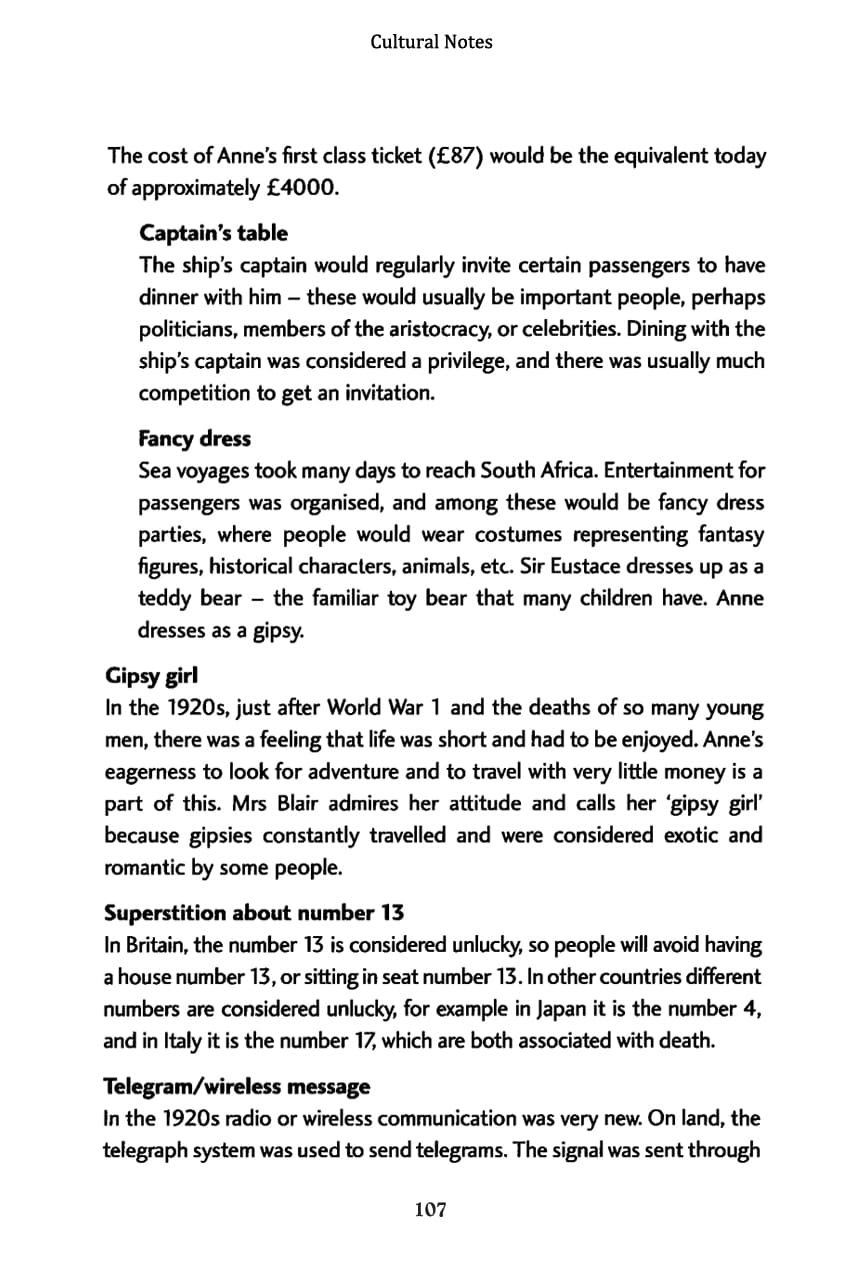 Cultural Notes
The cost of Anne's first class ticket (£87) would be the equivalent today
of approximately £4000.
Captain's table
The ship's captain would regularly invite certain passengers to have
dinner with him – these would usually be important people, perhaps
politicians, members of the aristocracy, or celebrities. Dining with the
ship's captain was considered a privilege, and there was usually much
competition to get an invitation.
Fancy dress
Sea voyages took many days to reach South Africa. Entertainment for
passengers was organised, and among these would be fancy dress
parties, where people would wear costumes representing fantasy
figures, historical characters, animals, etc. Sir Eustace dresses up as a
teddy bear – the familiar toy bear that many children have. Anne
dresses as a gipsy.
Gipsy girl
In the 1920s, just after World War 1 and the deaths of so many young
men, there was a feeling that life was short and had to be enjoyed. Anne's
eagerness to look for adventure and to travel with very little money is a
part of this. Mrs Blair admires her attitude and calls her 'gipsy girl'
because gipsies constantly travelled and were considered exotic and
romantic by some people.
Superstition about number 13
In Britain, the number 13 is considered unlucky, so people will avoid having
a house number 13, or sitting in seat number 13. In other countries different
numbers are considered unlucky, for example in Japan it is the number 4,
and in Italy it is the number 17, which are both associated with death.
Telegram/wireless message
In the 1920s radio or wireless communication was very new. On land, the
telegraph system was used to send telegrams. The signal was sent through
107